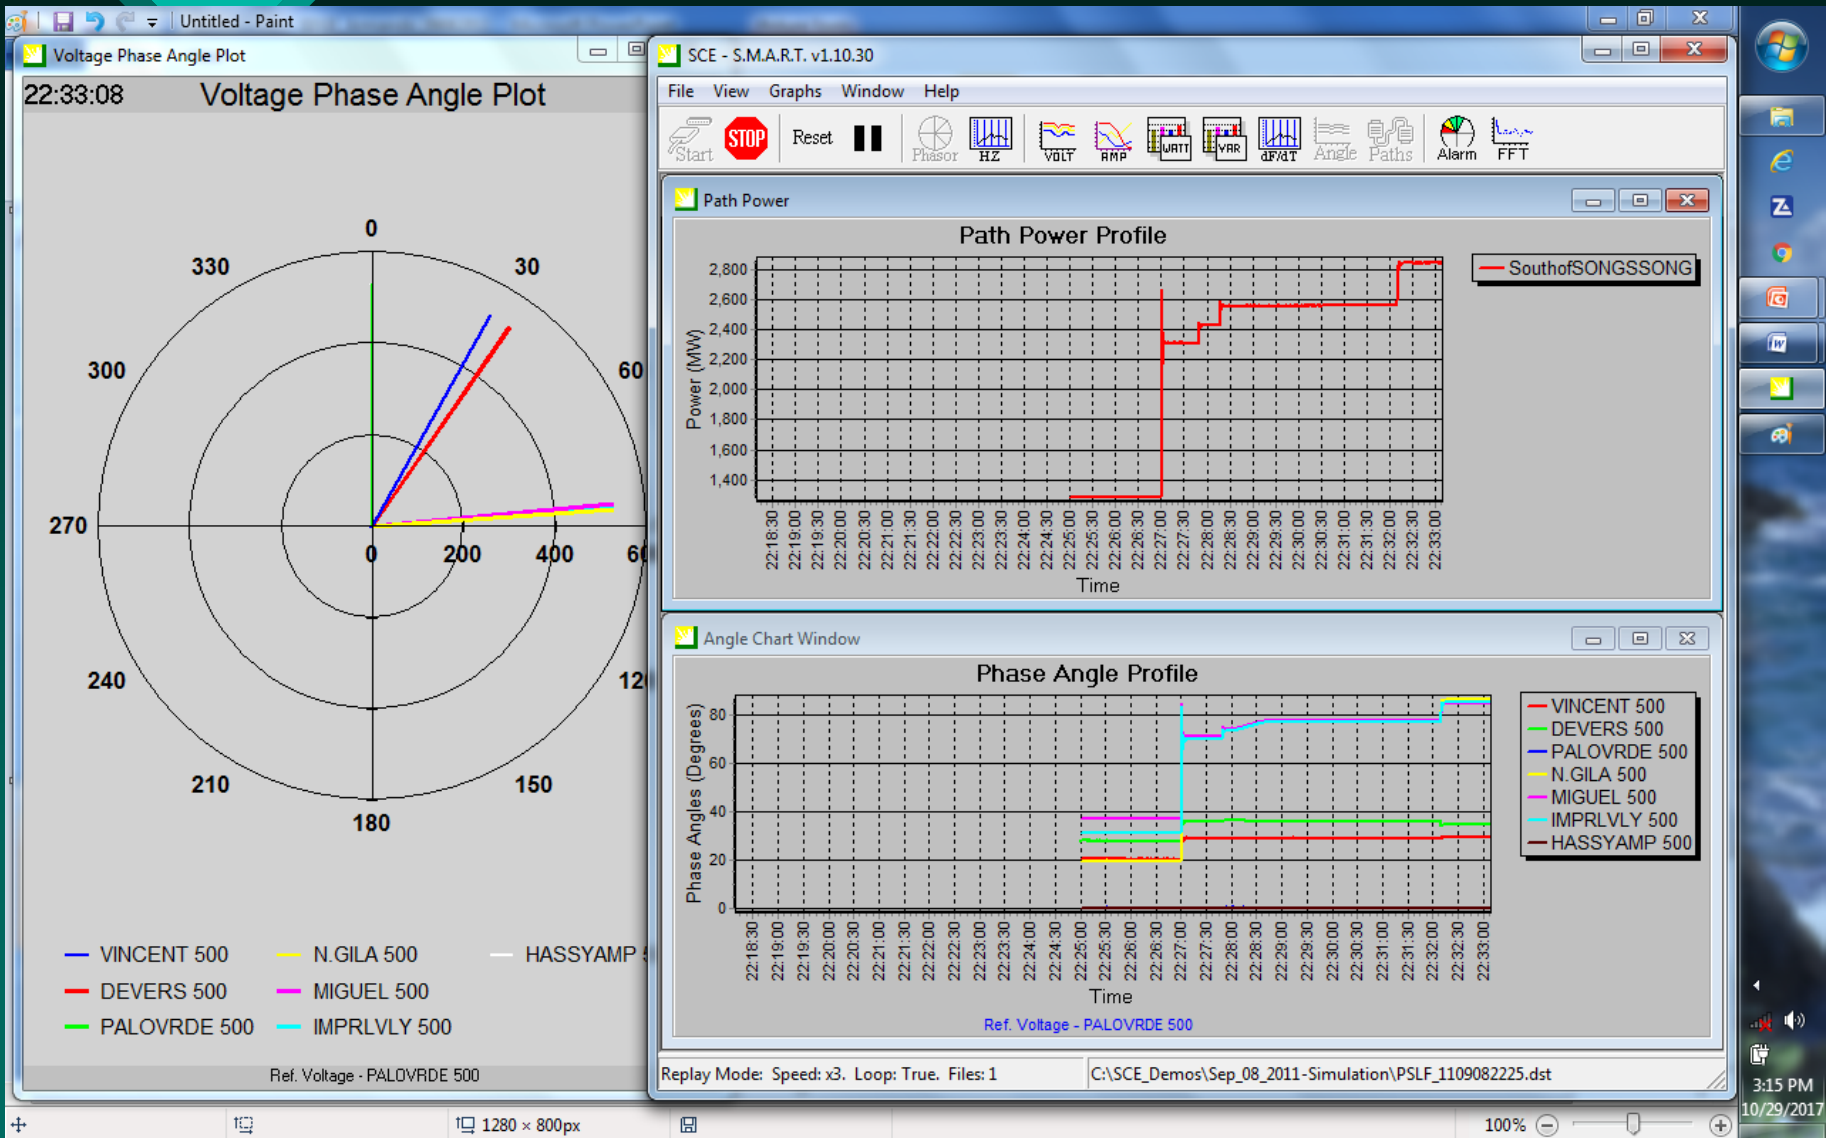 Untitled - Paint
Voltage Phase Angle Plot
22:33:08
Voltage Phase Angle Plot
0
330
30
300
60
270
0
200
400
60
240
12
210
150
180
VINCENT 500
N.GILA 500
HASSYAMP
DEVERS 500
MIGUEL 500
PALOVRDE 500
IMPRLVLY 500
Ref. Voltage - PALOVRDE 500
SCE - S.M.A.R.T. v1.10.30
File View Graphs Window Help
Start
STOP
Reset
Phasor
HZ
VOLT
AMP
WATT
VAR
dF/dT
Angle
Paths
Alarm
FFT
Path Power
Path Power Profile
SouthofSONGSSONG
Power (MW)
2,800
2,600
2,400
2,200
2,000
1,800
1,600
1,400
22:18:30
22:19:00
22:19:30
22:20:00
22:20:30
22:21:00
22:21:30
22:22:00
22:22:30
22:23:00
22:23:30
22:24:00
22:24:30
22:25:00
22:25:30
22:26:00
22:26:30
22:27:00
22:27:30
22:28:00
22:28:30
22:29:00
22:29:30
22:30:00
22:30:30
22:31:00
22:31:30
22:32:00
22:32:30
22:33:00
Time
Angle Chart Window
Phase Angle Profile
Phase Angles (Degrees)
80
60
40
20
0
VINCENT 500
DEVERS 500
PALOVRDE 500
N.GILA 500
MIGUEL 500
IMPRLVLY 500
HASSYAMP 500
22:18:30
22:19:00
22:19:30
22:20:00
22:20:30
22:21:00
22:21:30
22:22:00
22:22:30
22:23:00
22:23:30
22:24:00
22:24:30
22:25:00
22:25:30
22:26:00
22:26:30
22:27:00
22:27:30
22:28:00
22:28:30
22:29:00
22:29:30
22:30:00
22:30:30
22:31:00
22:31:30
22:32:00
22:32:30
22:33:00
Time
Ref. Voltage - PALOVRDE 500
Replay Mode: Speed: x3. Loop: True. Files: 1
C:\SCE_Demos\Sep_08_2011-Simulation\PSLF_1109082225.dst
1280 × 800px
100%
3:15 PM
10/29/2017